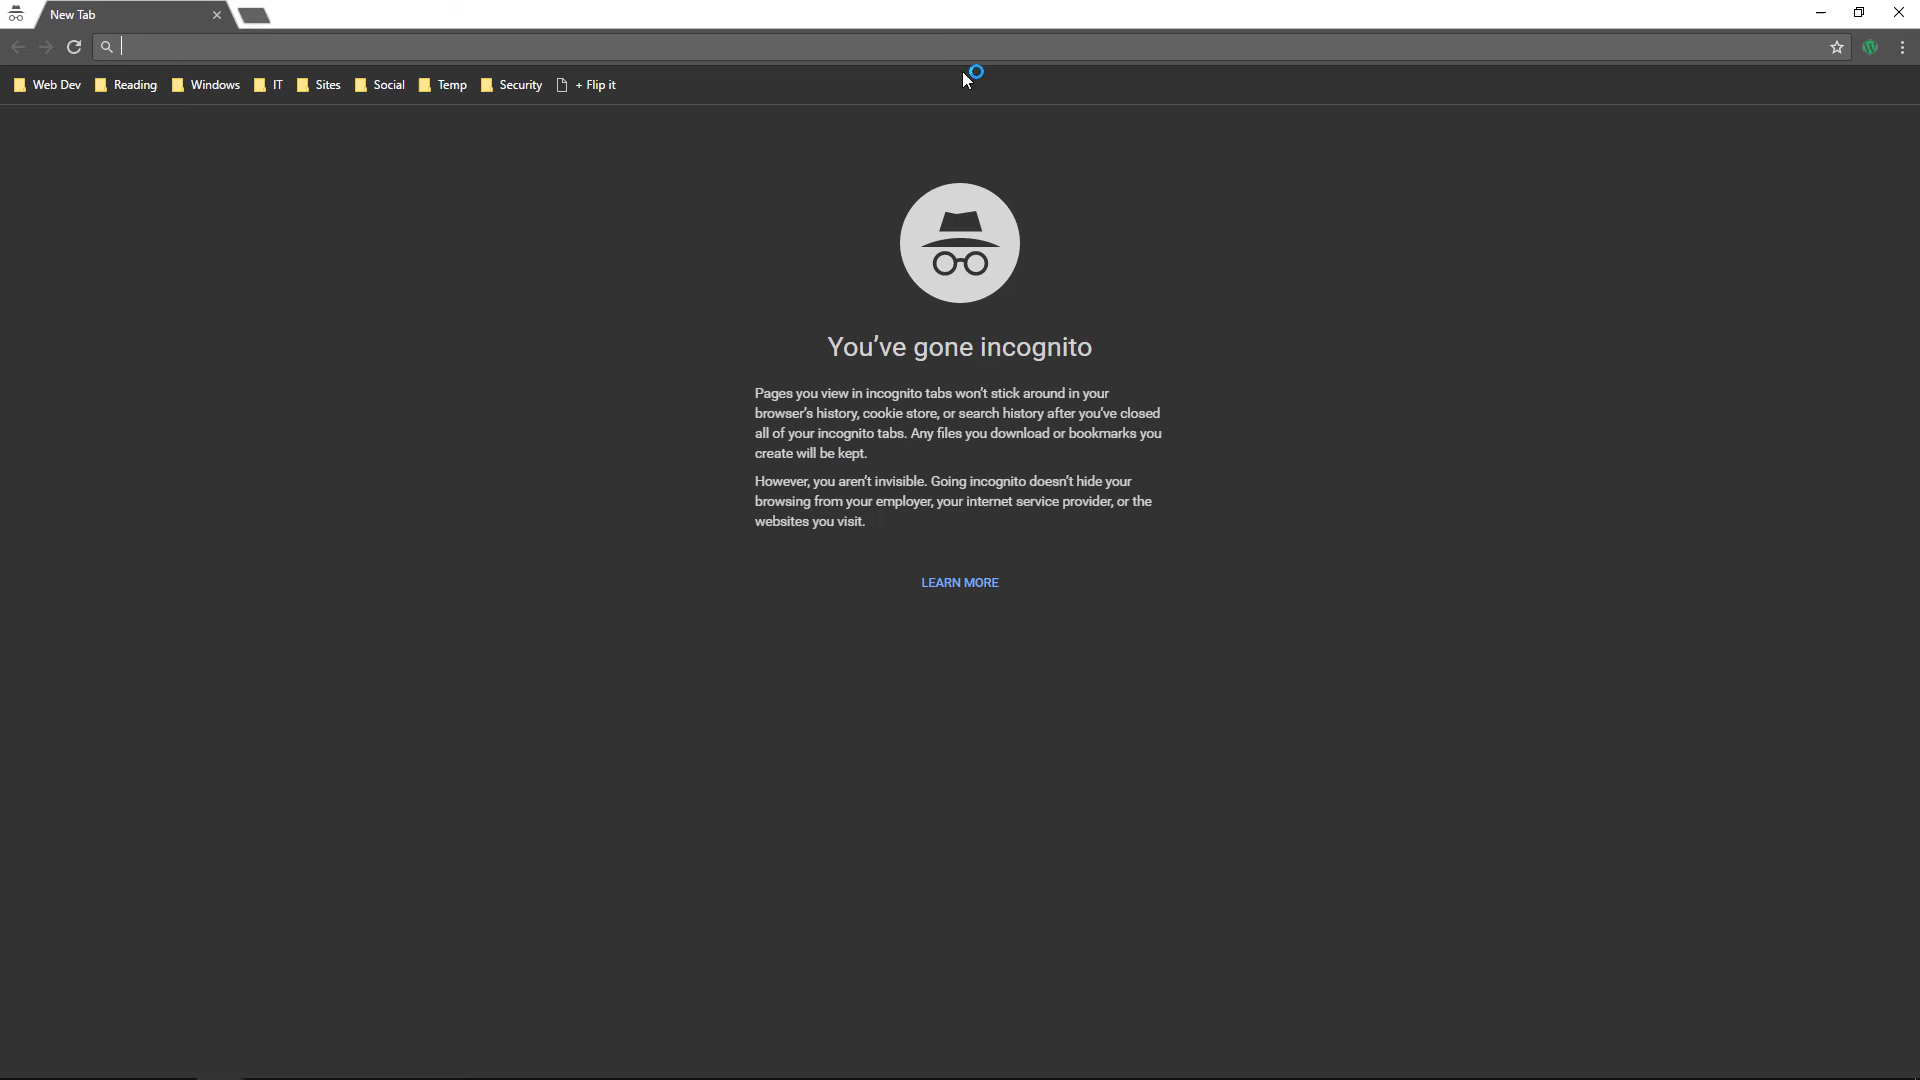 New Tab
Web Dev Reading Windows IT Sites Social Temp Security + Flip it
You've gone incognito
Pages you view in incognito tabs won't stick around in your
browser's history, cookie store, or search history after you've closed
all of your incognito tabs. Any files you download or bookmarks you
create will be kept.
However, you aren't invisible. Going incognito doesn't hide your
browsing from your employer, your internet service provider, or the
websites you visit.
LEARN MORE